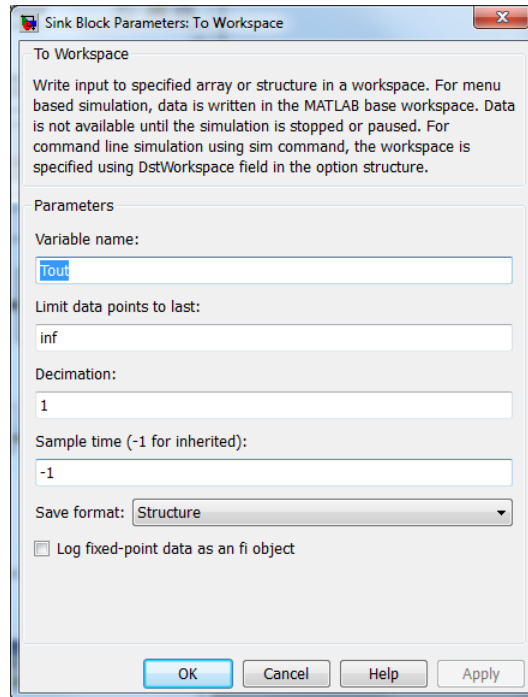 Sink Block Parameters: To Workspace
To Workspace
Write input to specified array or structure in a workspace. For menu
based simulation, data is written in the MATLAB base workspace. Data
is not available until the simulation is stopped or paused. For
command line simulation using sim command, the workspace is
specified using DstWorkspace field in the option structure.
Parameters
Variable name:
Tout
Limit data points to last:
inf
Decimation:
1
Sample time (-1 for inherited):
-1
Save format: Structure
Log fixed-point data as an fi object
OK Cancel Help Apply